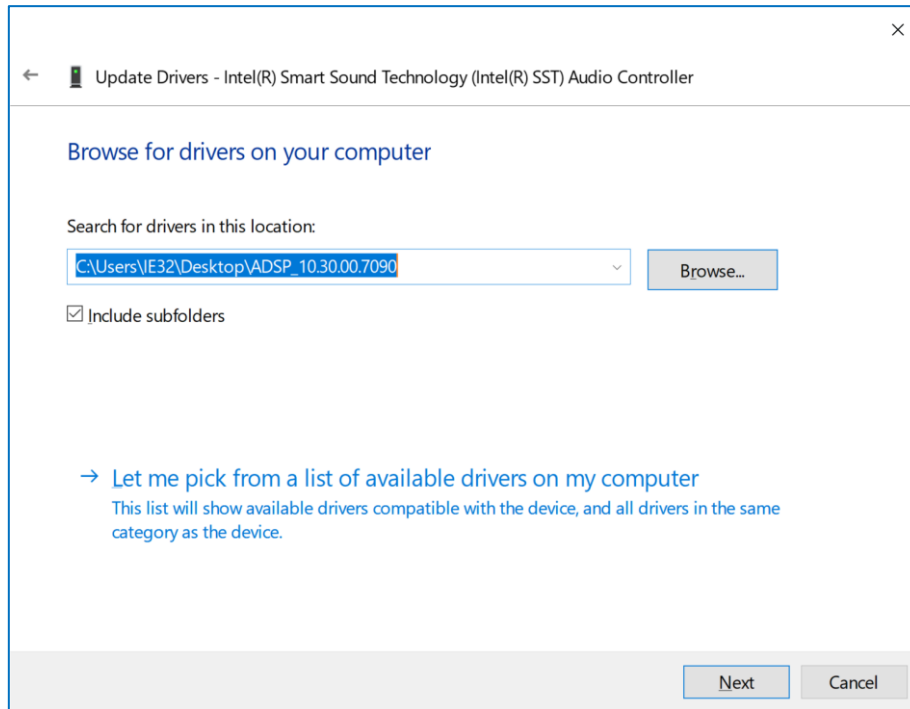 Update Drivers - Intel(R) Smart Sound Technology (Intel(R) SST) Audio Controller
Browse for drivers on your computer
Search for drivers in this location:
C:\Users\IE32\Desktop\ADSP_10.30.00.7090
Browse...
Include subfolders
Let me pick from a list of available drivers on my computer
This list will show available drivers compatible with the device, and all drivers in the same
category as the device.
Next
Cancel